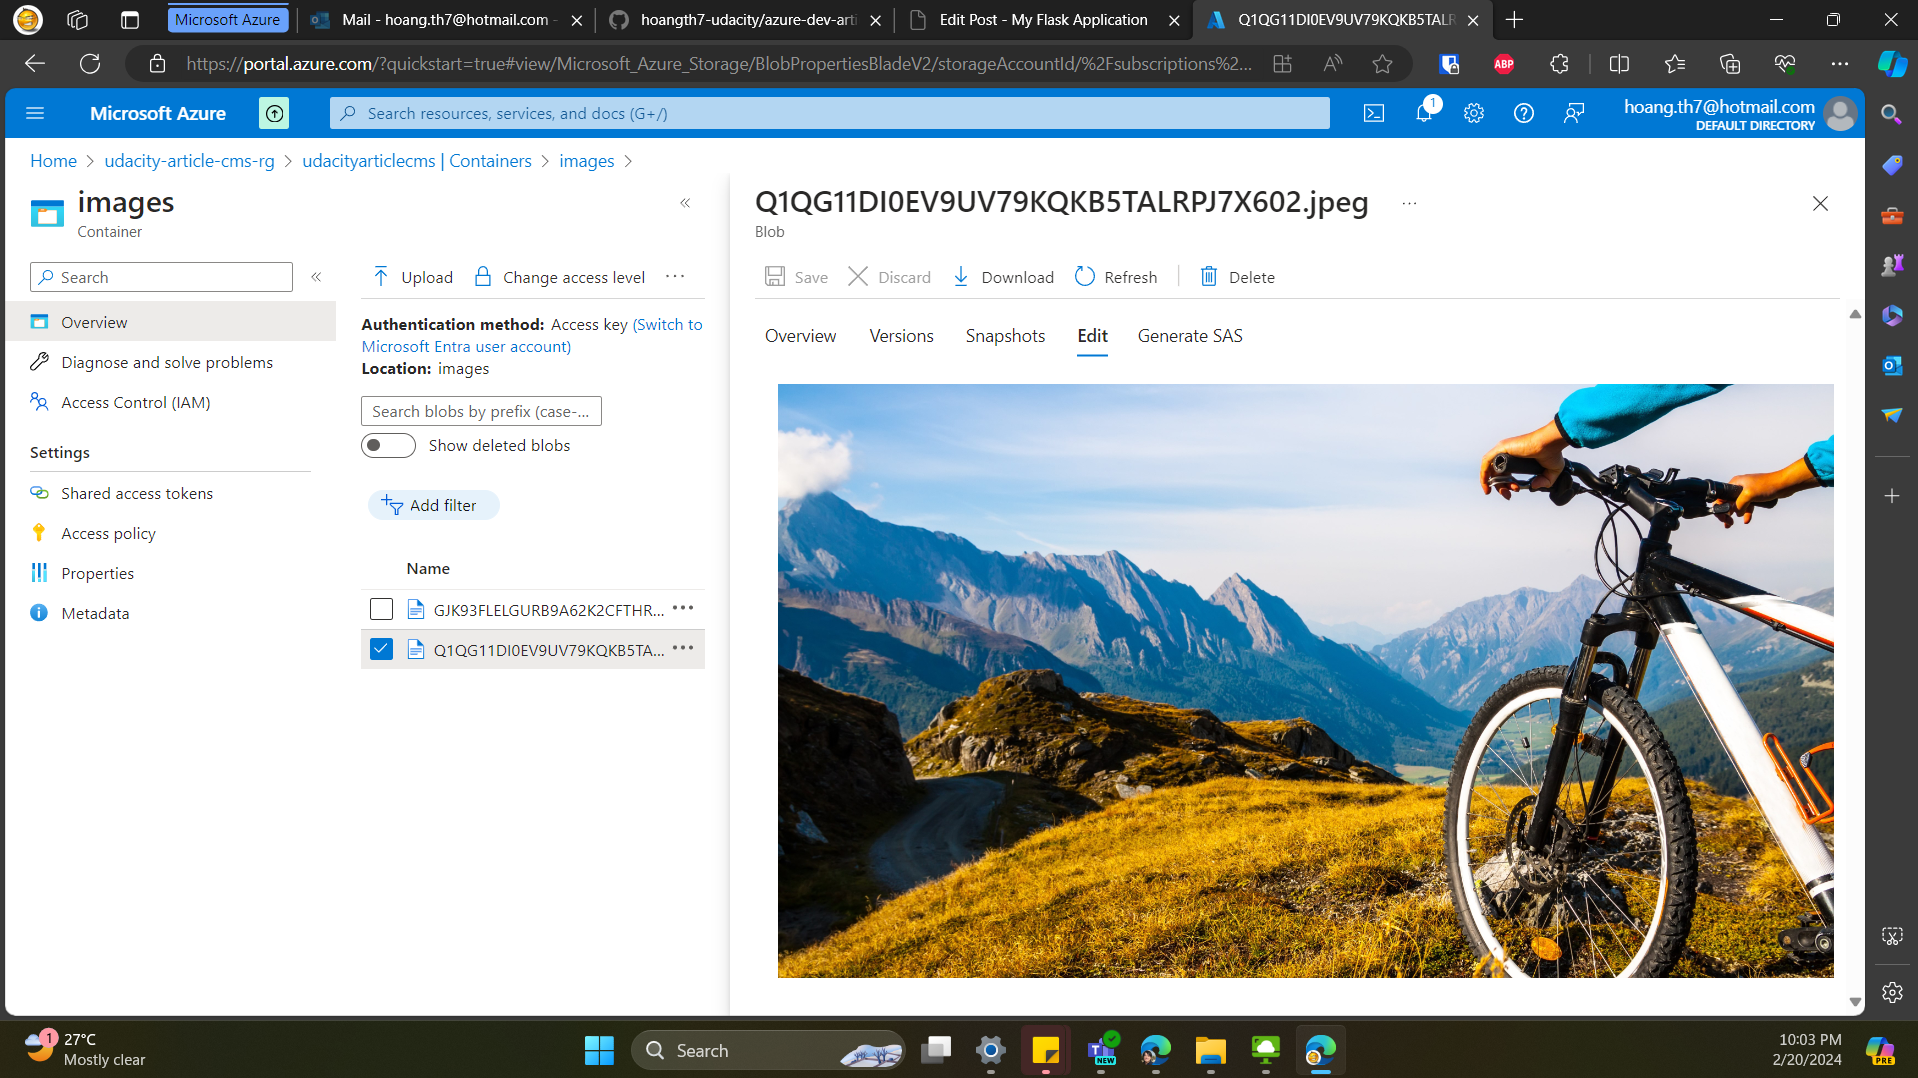 Microsoft Azure
Mail - hoang.th7@hotmail.com -
hoangth7-udacity/azure-dev-arti
Edit Post - My Flask Application
Q1QG11DI0EV9UV79KQKB5TALR
https://portal.azure.com/?quickstart=true#view/Microsoft_Azure_Storage/BlobPropertiesBladeV2/storageAccountId/%2Fsubscriptions%2...
ABP
Microsoft Azure
Search resources, services, and docs (G+/)
1
hoang.th7@hotmail.com
DEFAULT DIRECTORY
Home > udacity-article-cms-rg > udacityarticlecms | Containers > images >
images
Container
Search
Overview
Diagnose and solve problems
Access Control (IAM)
Settings
Shared access tokens
Access policy
Properties
Metadata
Upload
Change access level
...
Authentication method: Access key (Switch to
Microsoft Entra user account)
Location: images
Search blobs by prefix (case-...
Show deleted blobs
Add filter
Name
GJK93FLELGURB9A62K2CFTHR...
Q1QG11DI0EV9UV79KQKB5TA...
Q1QG11DI0EV9UV79KQKB5TALRPJ7X602.jpeg
...
Blob
Save
Discard
Download
Refresh
Delete
Overview
Versions
Snapshots
Edit
Generate SAS
1
27°C
Mostly clear
Search
NEW
10:03 PM
2/20/2024
PRE